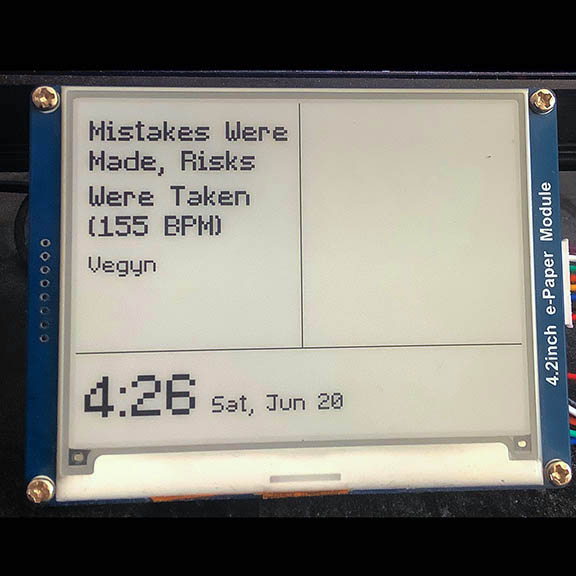 Mistakes Were
Made, Risks
Were Taken
(155 BPM)
Vegyn
4:26 Sat, Jun 20
4.2inch e-Paper Module